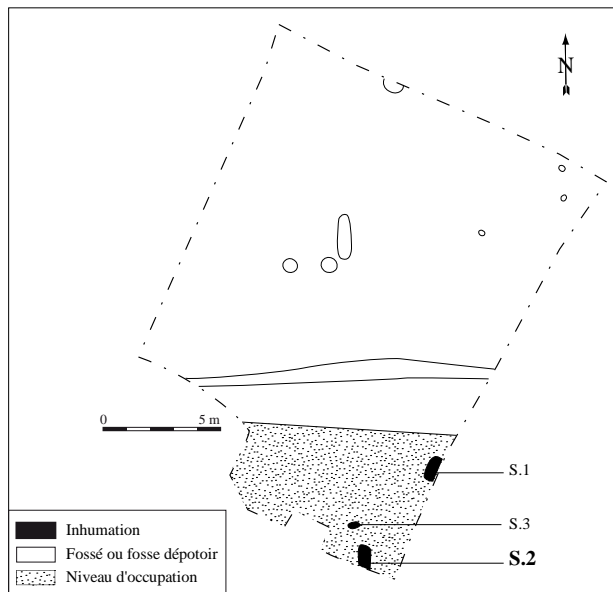 N
0 5 m
S.1
S.3
S.2
Inhumation
Fossé ou fosse dépotoir
Niveau d'occupation